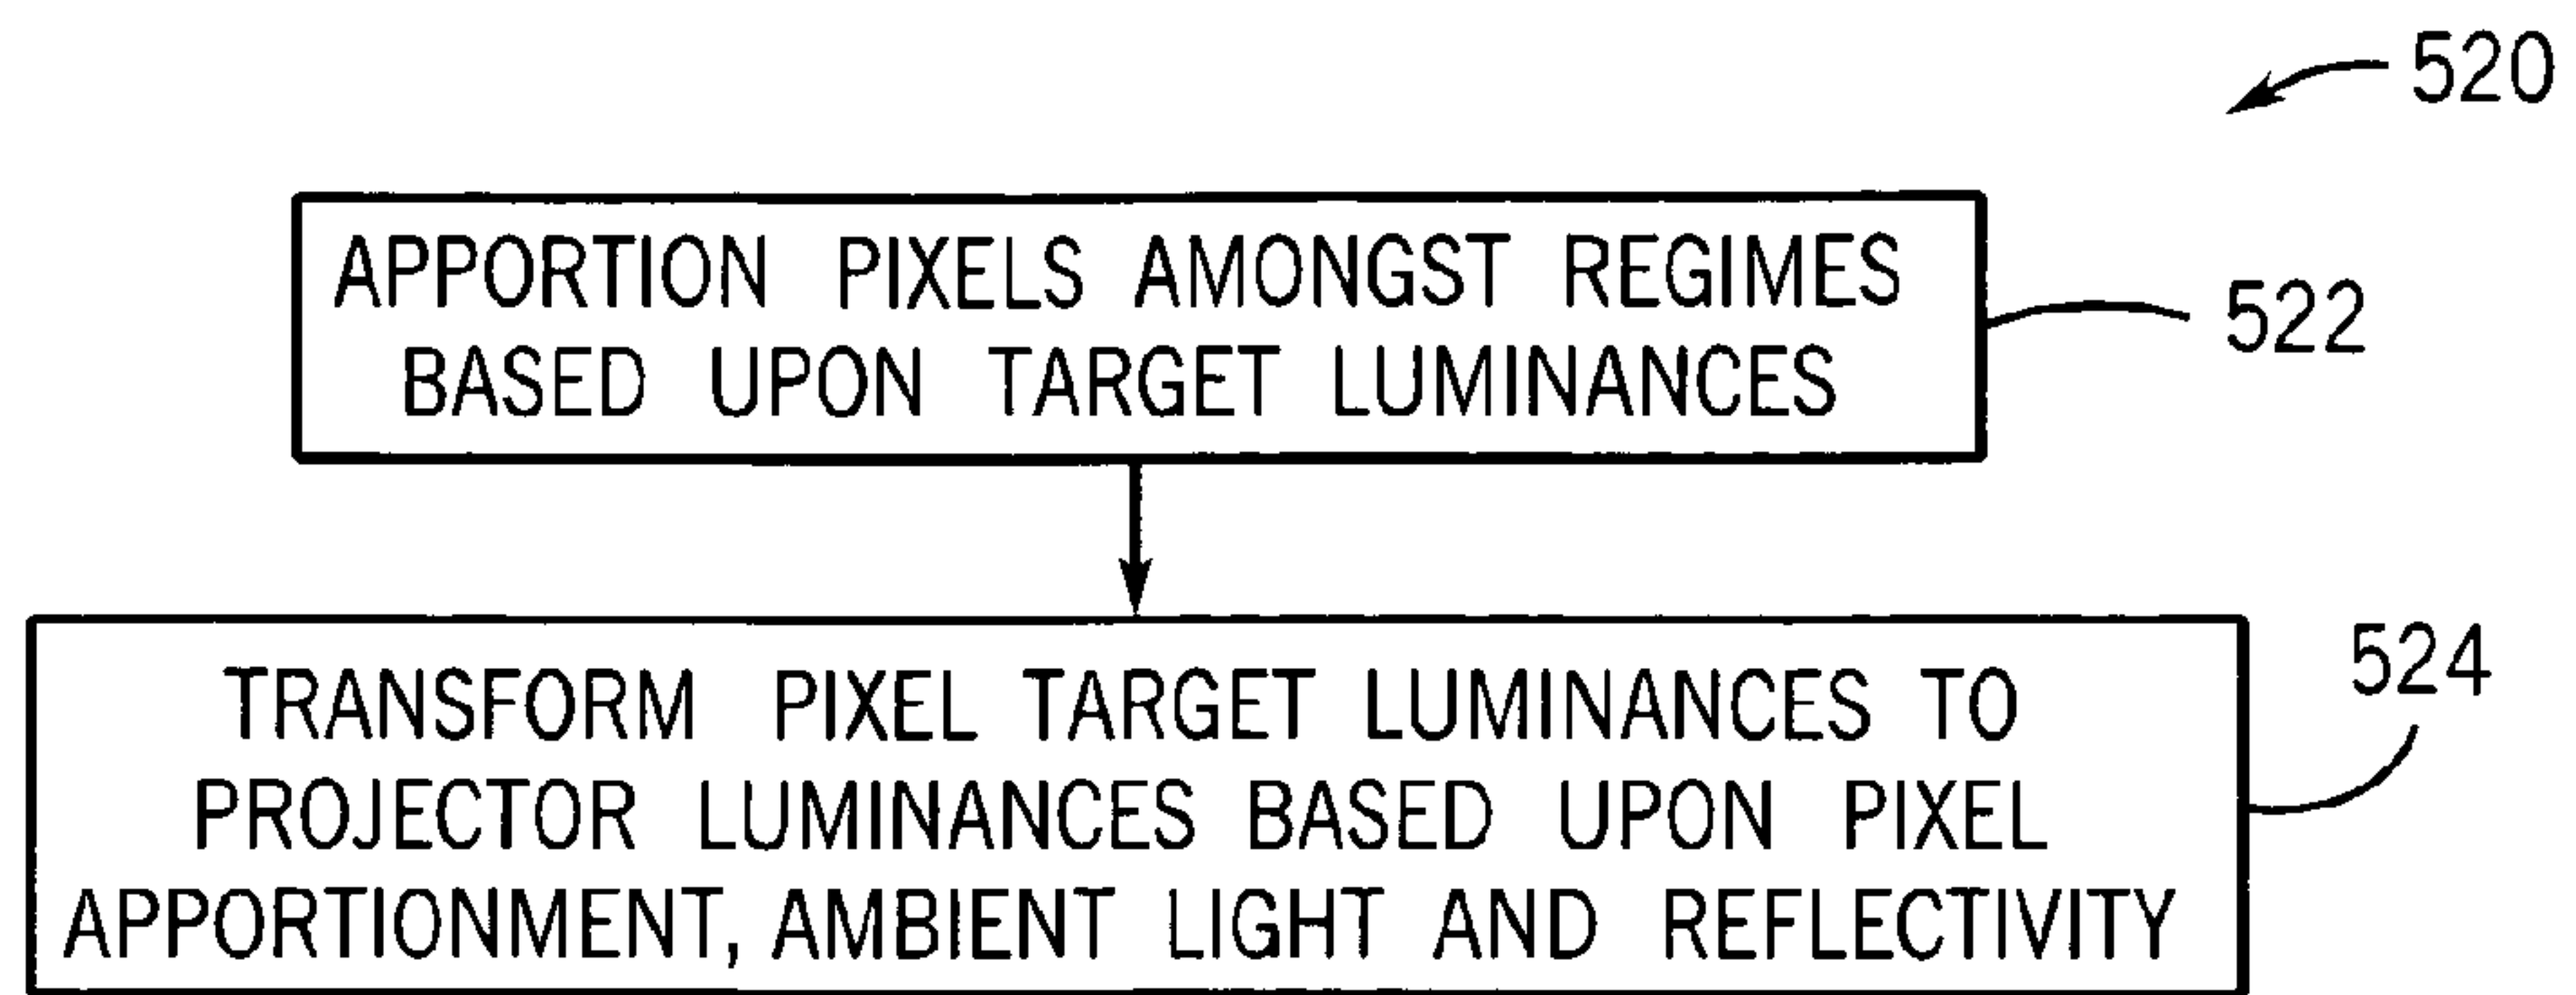 520
APPORTION PIXELS AMONGST REGIMES
BASED UPON TARGET LUMINANCES
522
TRANSFORM PIXEL TARGET LUMINANCES TO
PROJECTOR LUMINANCES BASED UPON PIXEL
APPORTIONMENT, AMBIENT LIGHT AND REFLECTIVITY
524